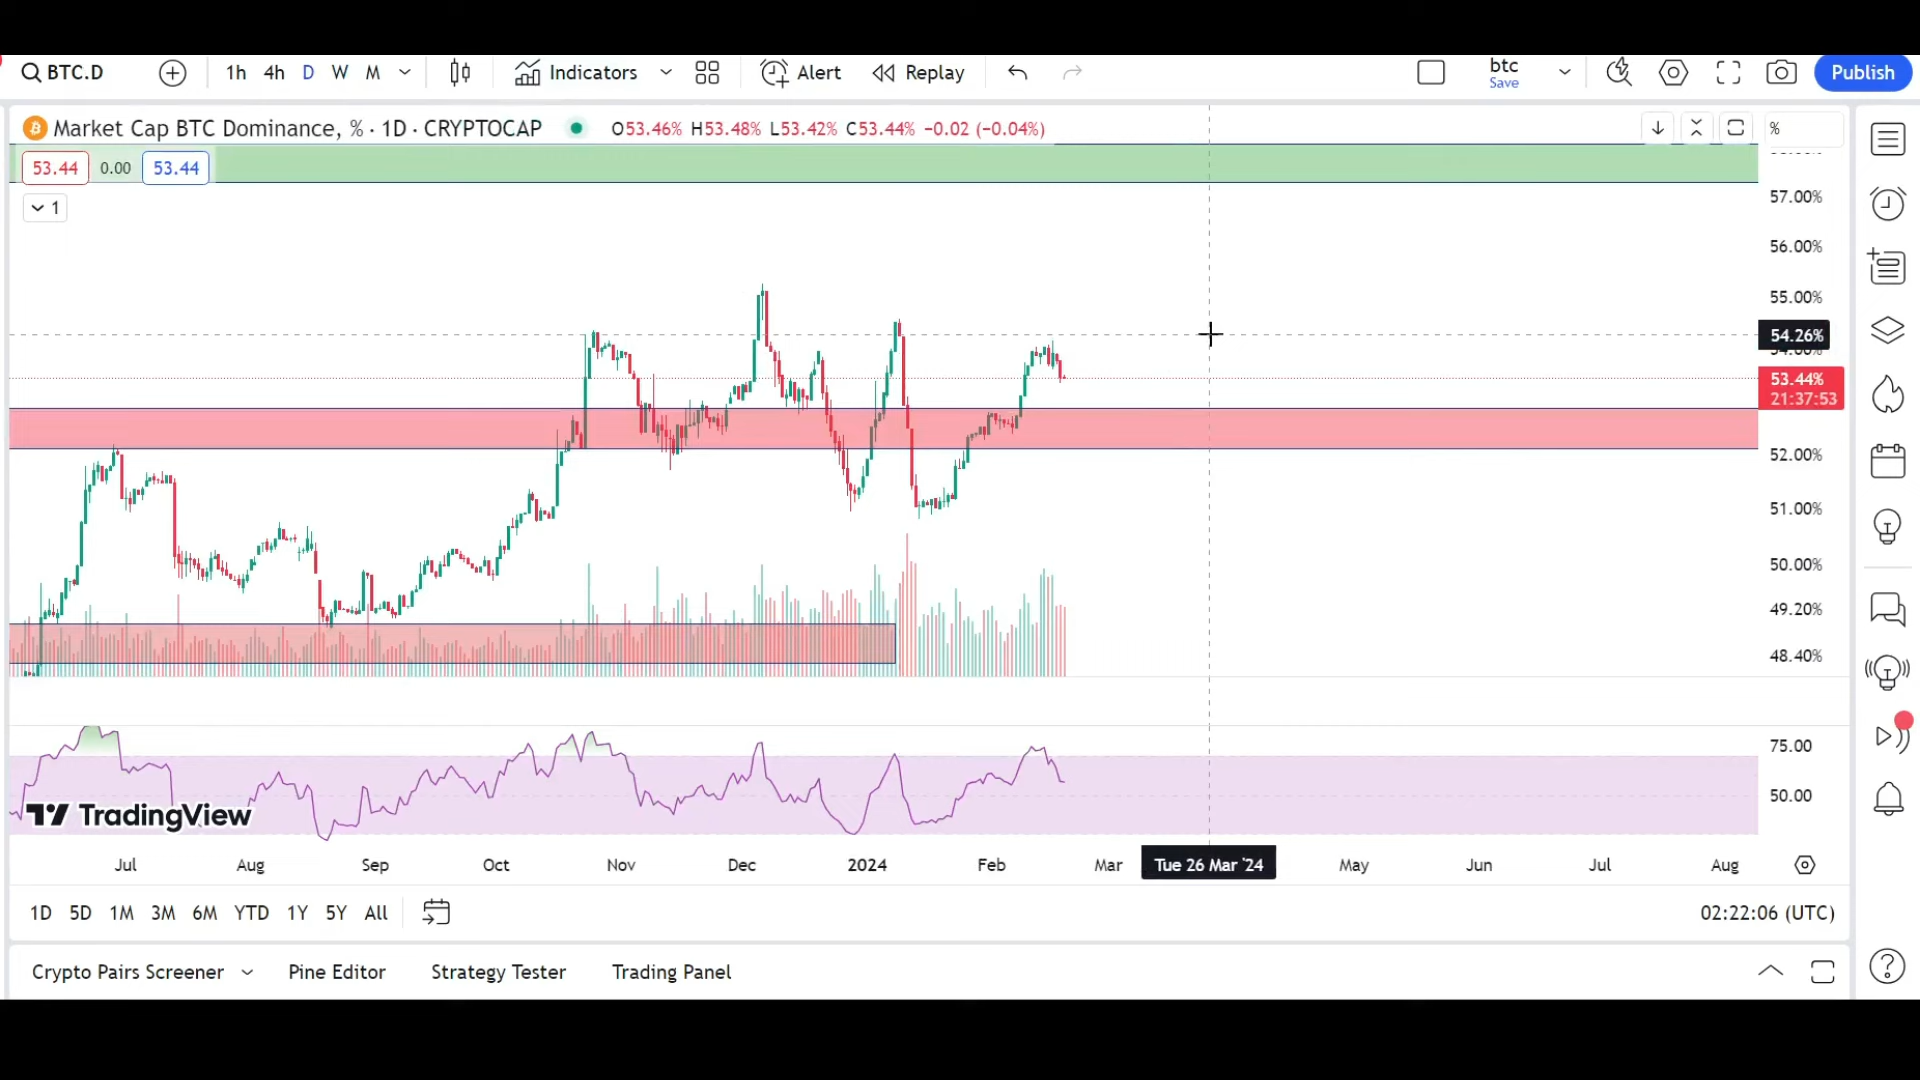 BTC.D 1h 4h D W M Indicators Alert Replay btc Save Publish
Market Cap BTC Dominance, % · 1D · CRYPTOCAP O53.46% H53.48% L53.42% C53.44% −0.02 (−0.04%) %
53.44 0.00 53.44
1
57.00%
56.00%
55.00%
54.26%
53.44%
21:37:53
52.00%
51.00%
50.00%
49.20%
48.40%
75.00
50.00
TradingView
Jul Aug Sep Oct Nov Dec 2024 Feb Mar Tue 26 Mar '24 May Jun Jul Aug
1D 5D 1M 3M 6M YTD 1Y 5Y All 02:22:06 (UTC)
Crypto Pairs Screener Pine Editor Strategy Tester Trading Panel